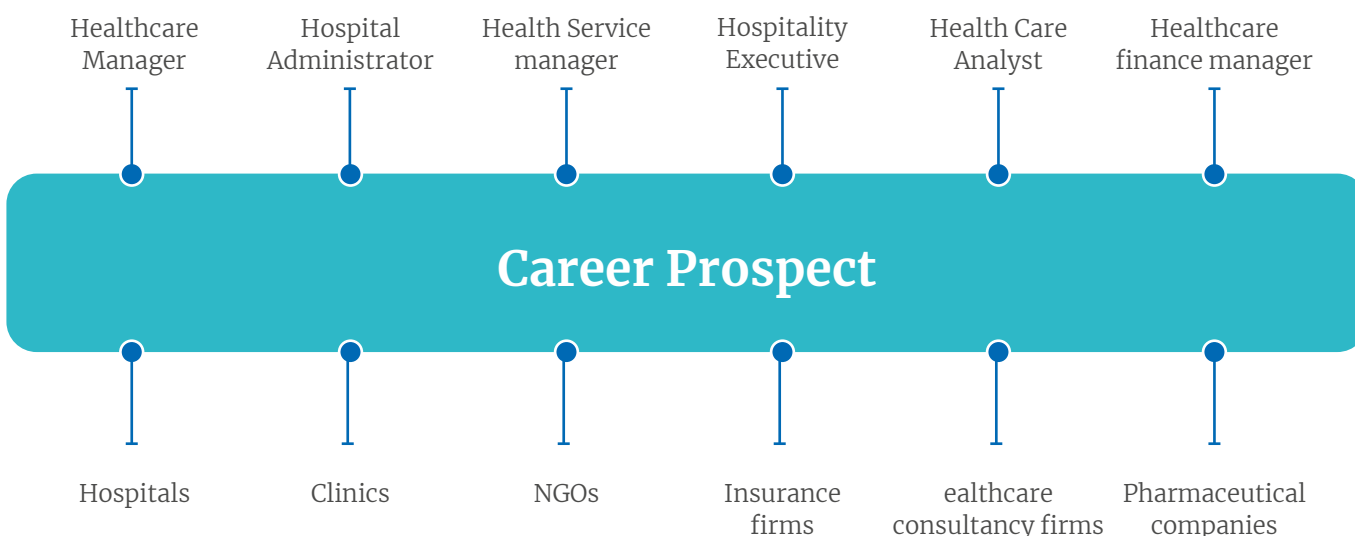 Healthcare
Manager
Hospital
Administrator
Health Service
manager
Hospitality
Executive
Health Care
Analyst
Healthcare
finance manager
Career Prospect
Hospitals
Clinics
NGOs
Insurance
firms
ealthcare
consultancy firms
Pharmaceutical
companies